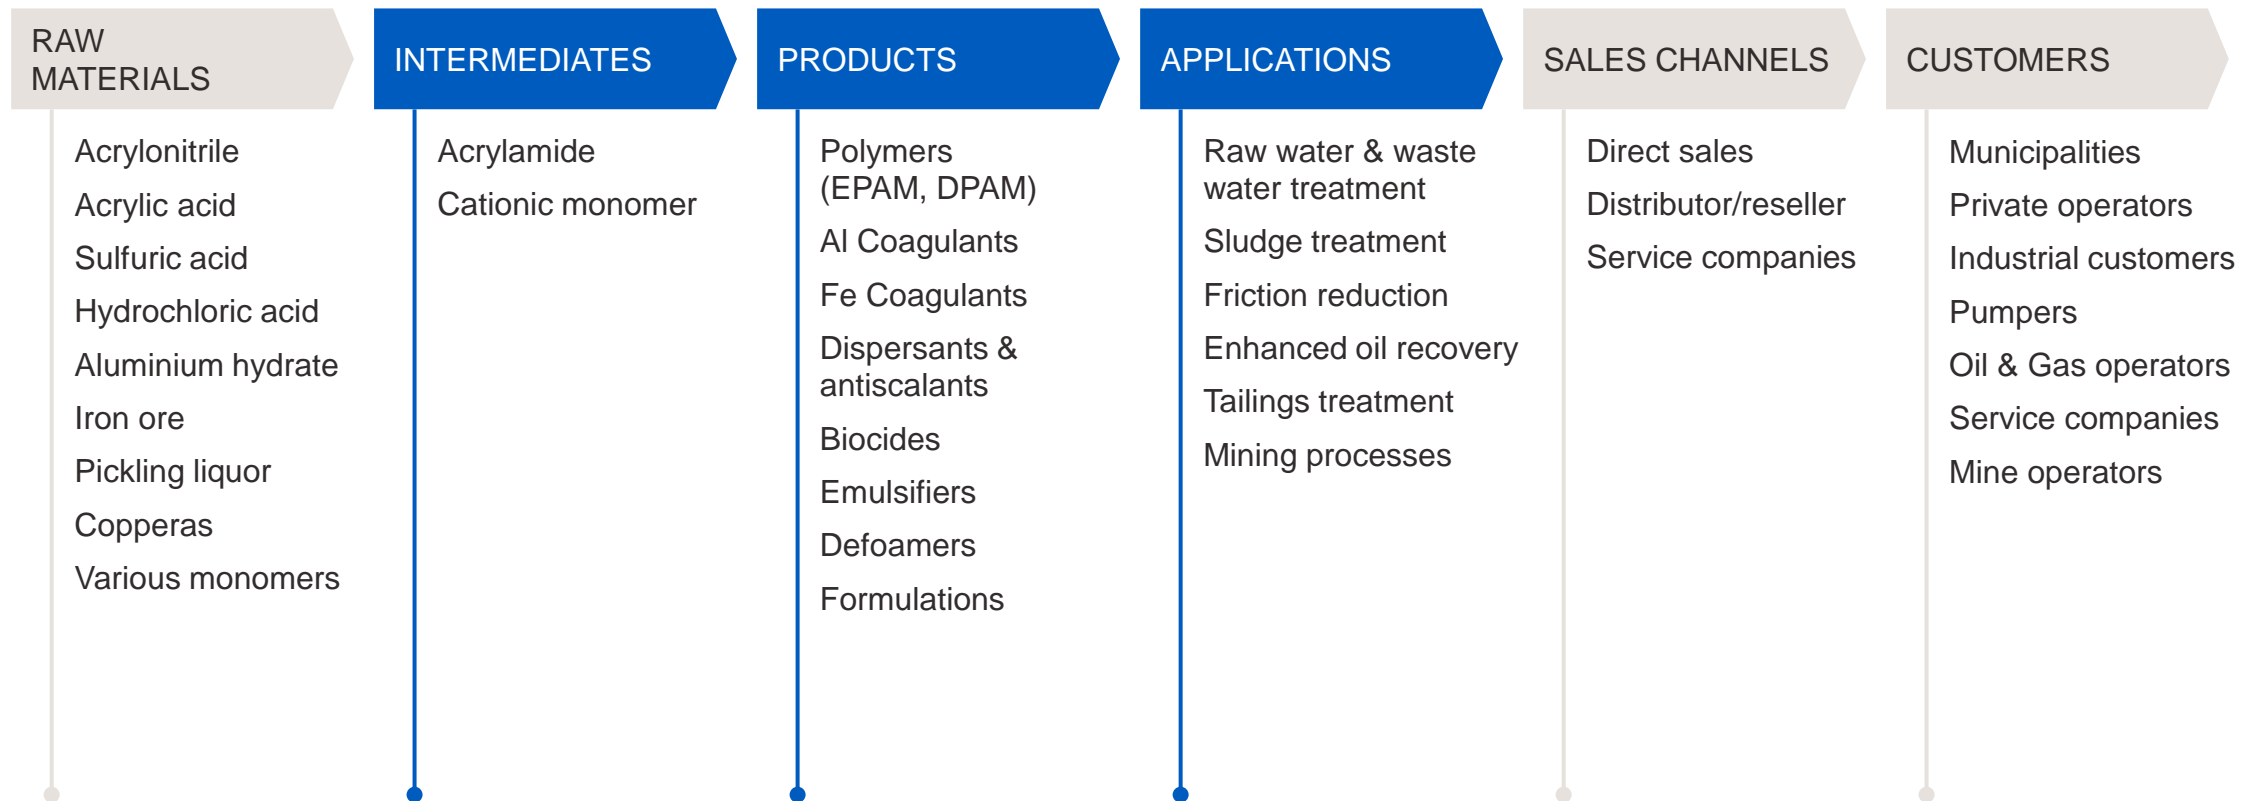 RAW
MATERIALS
Acrylonitrile
Acrylic acid
Sulfuric acid
Hydrochloric acid
Aluminium hydrate
Iron ore
Pickling liquor
Copperas
Various monomers
INTERMEDIATES
Acrylamide
Cationic monomer
PRODUCTS
Polymers
(EPAM, DPAM)
Al Coagulants
Fe Coagulants
Dispersants &
antiscalants
Biocides
Emulsifiers
Defoamers
Formulations
APPLICATIONS
Raw water & waste
water treatment
Sludge treatment
Friction reduction
Enhanced oil recovery
Tailings treatment
Mining processes
SALES CHANNELS
Direct sales
Distributor/reseller
Service companies
CUSTOMERS
Municipalities
Private operators
Industrial customers
Pumpers
Oil & Gas operators
Service companies
Mine operators